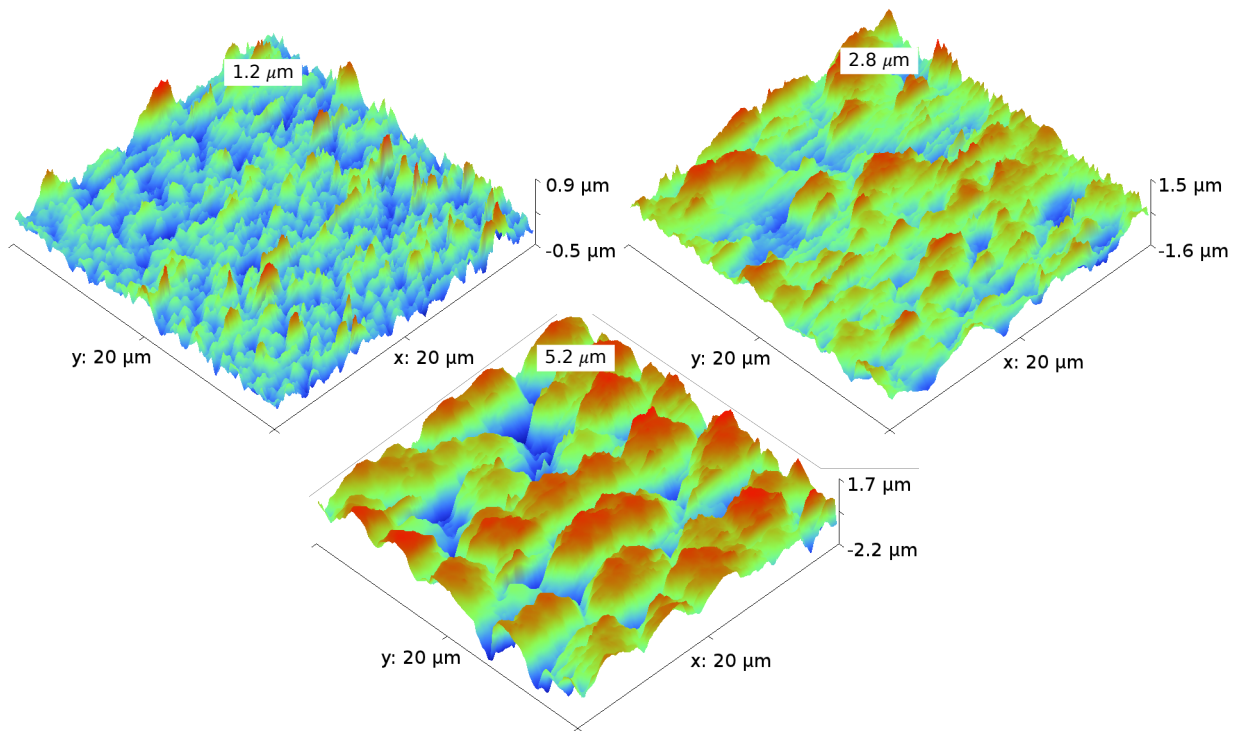 1.2 μm
0.9 µm
-0.5 µm
y: 20 µm
x: 20 µm
2.8 μm
1.5 µm
-1.6 µm
y: 20 µm
x: 20 µm
5.2 μm
1.7 µm
-2.2 µm
y: 20 µm
x: 20 µm